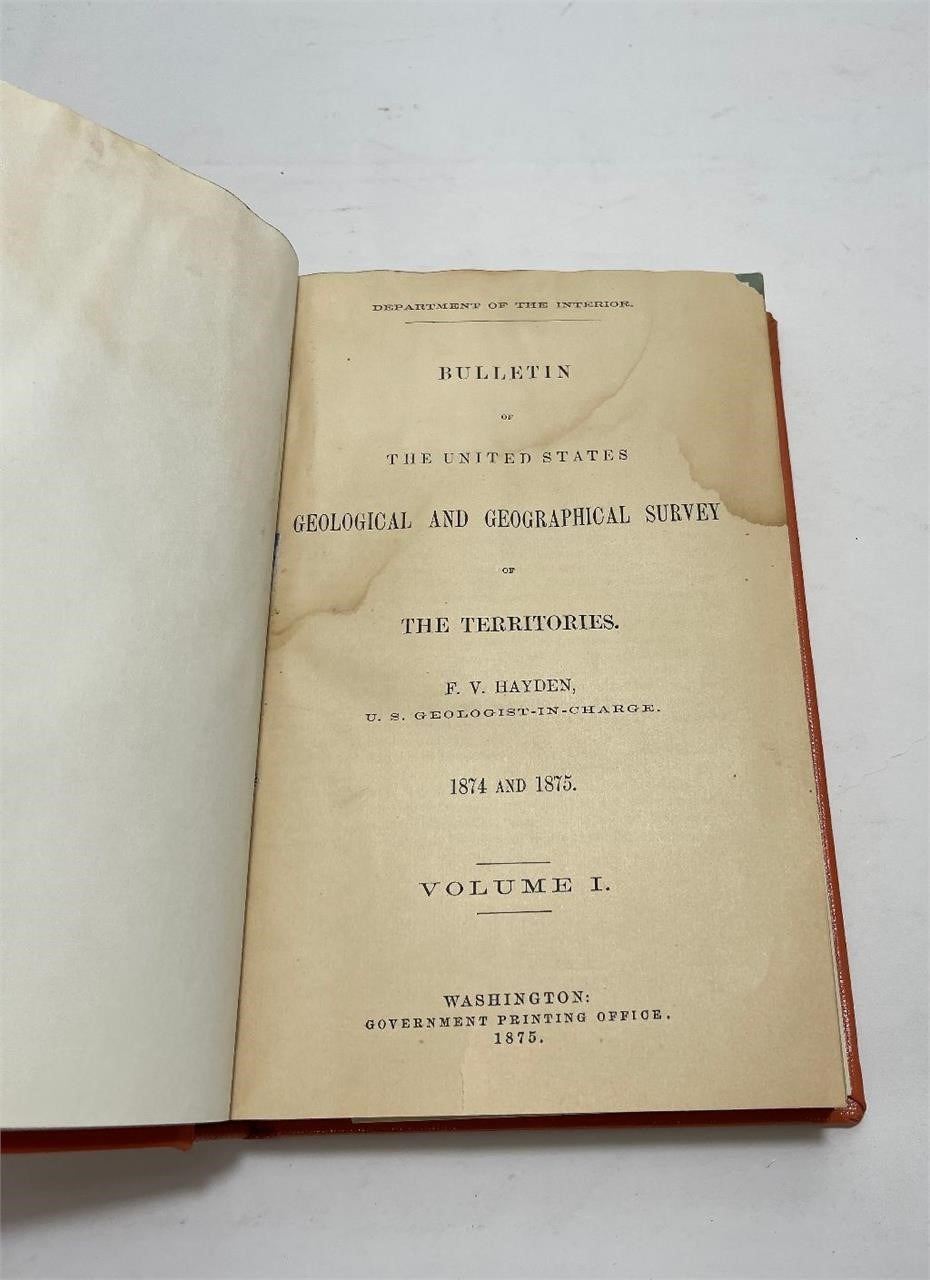 DEPARTMENT OF THE INTERIOR.
BULLETIN
OF
THE UNITED STATES
GEOLOGICAL AND GEOGRAPHICAL SURVEY
OF
THE TERRITORIES.
F. V. HAYDEN,
U. S. GEOLOGIST-IN-CHARGE.
1874 AND 1875.
VOLUME I.
WASHINGTON:
GOVERNMENT PRINTING OFFICE.
1875.